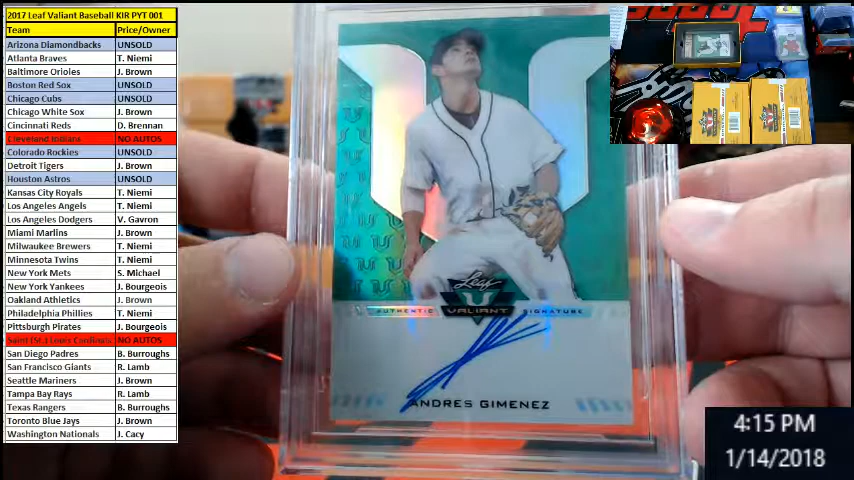 2017 Leaf Valiant Baseball KIR PYT 001
Team Price/Owner
Arizona Diamondbacks UNSOLD
Atlanta Braves T. Niemi
Baltimore Orioles J. Brown
Boston Red Sox UNSOLD
Chicago Cubs UNSOLD
Chicago White Sox J. Brown
Cincinnati Reds D. Brennan
Cleveland Indians NO AUTOS
Colorado Rockies UNSOLD
Detroit Tigers J. Brown
Houston Astros UNSOLD
Kansas City Royals T. Niemi
Los Angeles Angels T. Niemi
Los Angeles Dodgers V. Gavron
Miami Marlins J. Brown
Milwaukee Brewers T. Niemi
Minnesota Twins T. Niemi
New York Mets S. Michael
New York Yankees J. Bourgeois
Oakland Athletics J. Brown
Philadelphia Phillies T. Niemi
Pittsburgh Pirates J. Bourgeois
Saint (St.) Louis Cardinals NO AUTOS
San Diego Padres B. Burroughs
San Francisco Giants R. Lamb
Seattle Mariners J. Brown
Tampa Bay Rays R. Lamb
Texas Rangers B. Burroughs
Toronto Blue Jays J. Brown
Washington Nationals J. Cacy
Leaf
AUTHENTIC VALIANT SIGNATURE
ANDRES GIMENEZ
4:15 PM
1/14/2018